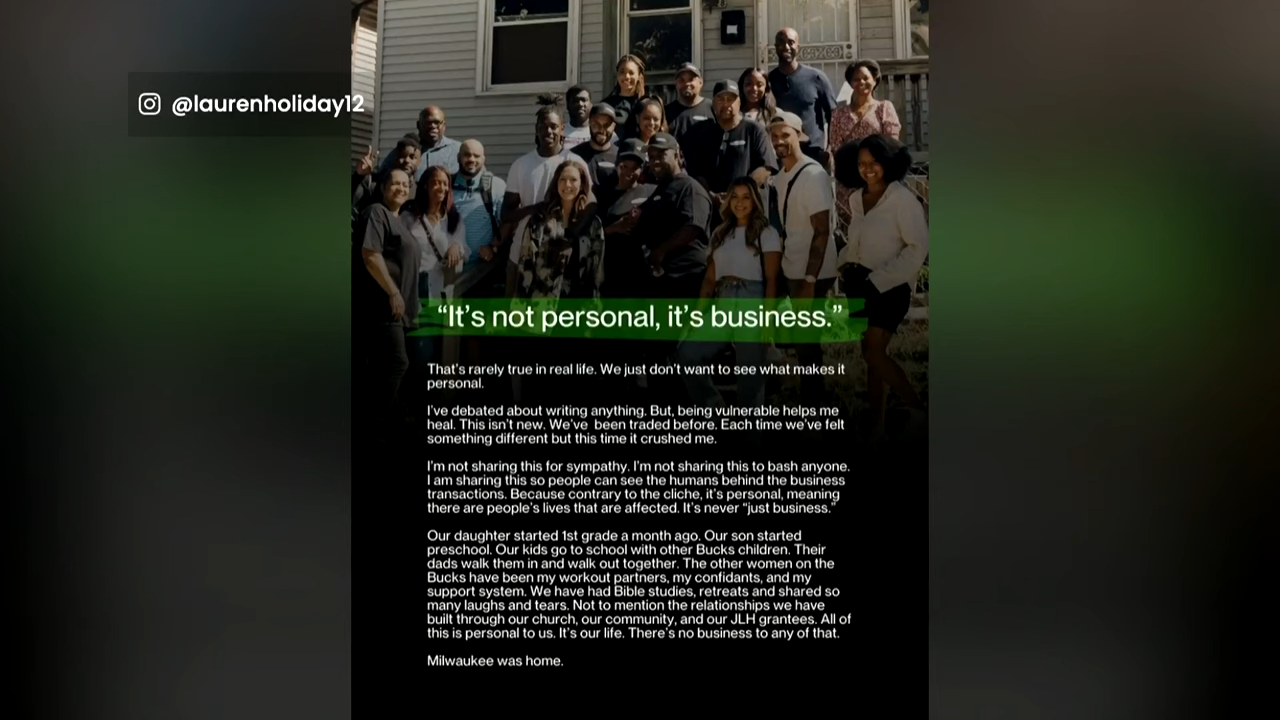 @laurenholiday12
“It’s not personal, it’s business.”
That’s rarely true in real life. We just don’t want to see what makes it
personal.
I’ve debated about writing anything. But, being vulnerable helps me
heal. This isn’t new. We’ve been traded before. Each time we’ve felt
something different but this time it crushed me.
I’m not sharing this for sympathy. I’m not sharing this to bash anyone.
I am sharing this so people can see the humans behind the business
transactions. Because contrary to the cliche, it’s personal, meaning
there are people’s lives that are affected. It’s never “just business.”
Our daughter started 1st grade a month ago. Our son started
preschool. Our kids go to school with other Bucks children. Their
dads walk them in and walk out together. The other women on the
Bucks have been my workout partners, my confidants, and my
support system. We have had Bible studies, retreats and shared so
many laughs and tears. Not to mention the relationships we have
built through our church, our community, and our JLH grantees. All of
this is personal to us. It’s our life. There’s no business to any of that.
Milwaukee was home.